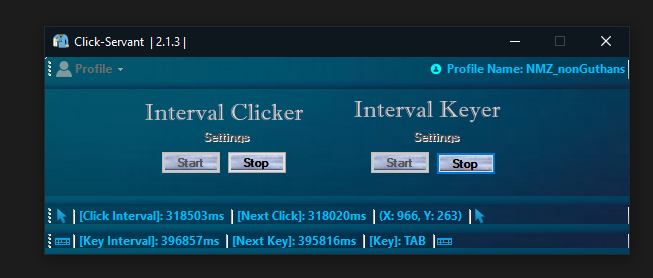 Click-Servant | 2.1.3 |
Profile
Profile Name: NMZ_nonGuthans
Interval Clicker
Settings
Start Stop
Interval Keyer
Settings
Start Stop
[Click Interval]: 318503ms [Next Click]: 318020ms (X: 966, Y: 263)
[Key Interval]: 396857ms [Next Key]: 395816ms [Key]: TAB